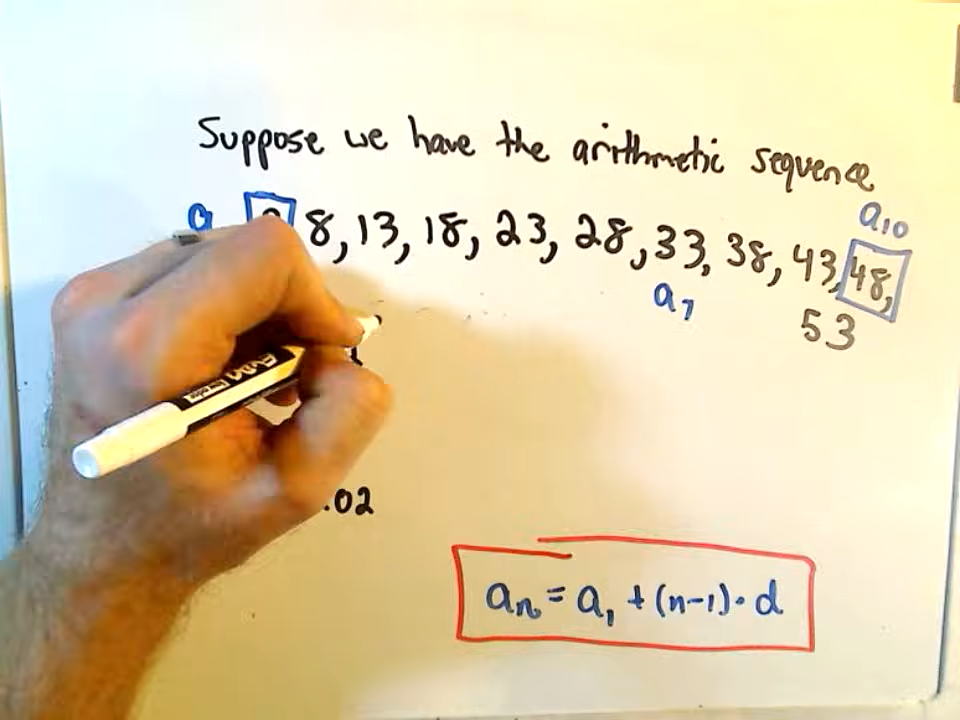 Suppose we have the arithmetic sequence
a₁₀
a 8, 13, 18, 23, 28, 33, 38, 43, 48,
a₇ 53
EXPO
.02
aₙ = a₁ + (n-1)·d